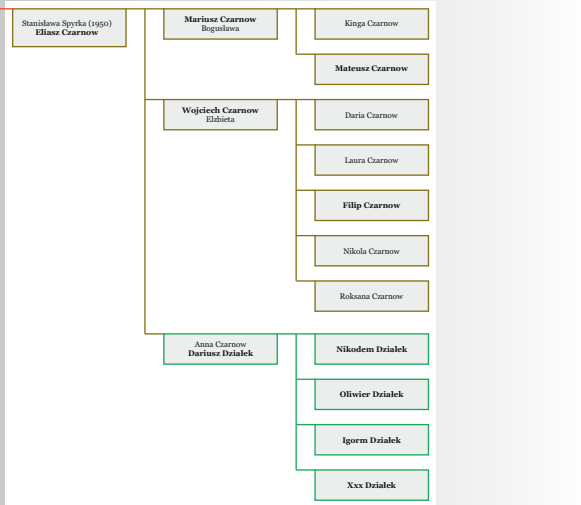 Stanisława Spyrka (1950)
Eliasz Czarnow
Mariusz Czarnow
Bogusława
Kinga Czarnow
Mateusz Czarnow
Wojciech Czarnow
Elzbieta
Daria Czarnow
Laura Czarnow
Filip Czarnow
Nikola Czarnow
Roksana Czarnow
Anna Czarnow
Dariusz Działek
Nikodem Działek
Oliwier Działek
Igorm Działek
Xxx Działek